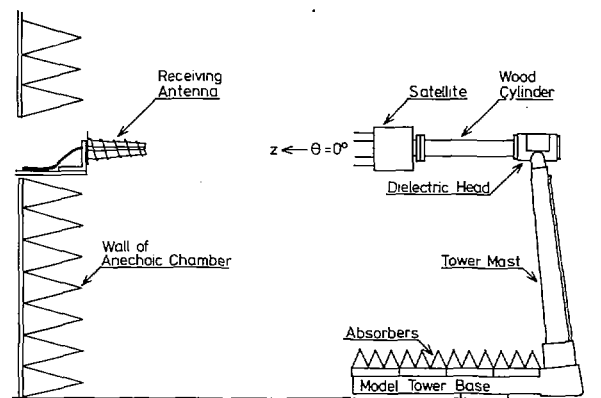 Receiving
Antenna
Satellite
Wood
Cylinder
z ← θ = 0°
Dielectric Head
Wall of
Anechoic Chamber
Tower Mast
Absorbers
Model Tower Base